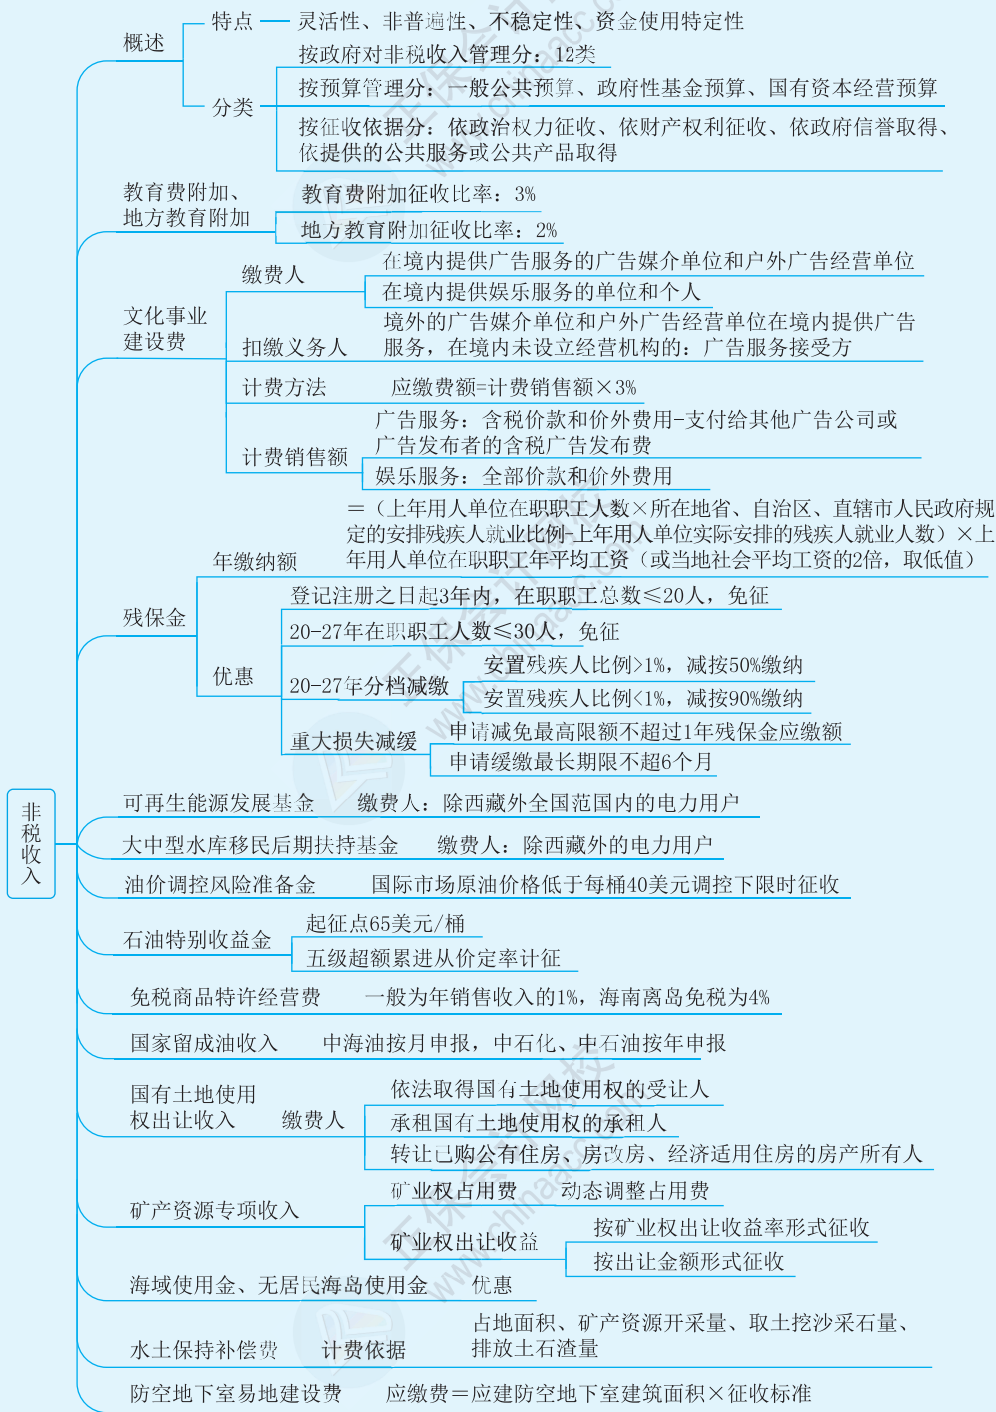 特点
灵活性、非普遍性、不稳定性、资金使用特定性
概述
按政府对非税收入管理分：12类
分类
按预算管理分：一般公共预算、政府性基金预算、国有资本经营预算
按征收依据分：依政治权力征收、依财产权利征收、依政府信誉取得、
依提供的公共服务或公共产品取得
教育费附加、
地方教育附加
教育费附加征收比率：3%
地方教育附加征收比率：2%
文化事业
建设费
缴费人
在境内提供广告服务的广告媒介单位和户外广告经营单位
在境内提供娱乐服务的单位和个人
扣缴义务人
境外的广告媒介单位和户外广告经营单位在境内提供广告
服务，在境内未设立经营机构的：广告服务接受方
计费方法
应缴费额=计费销售额×3%
计费销售额
广告服务：含税价款和价外费用-支付给其他广告公司或
广告发布者的含税广告发布费
娱乐服务：全部价款和价外费用
残保金
年缴纳额
＝（上年用人单位在职职工人数×所在地省、自治区、直辖市人民政府规
定的安排残疾人就业比例-上年用人单位实际安排的残疾人就业人数）×上
年用人单位在职职工年平均工资（或当地社会平均工资的2倍，取低值）
优惠
登记注册之日起3年内，在职职工总数≤20人，免征
20-27年在职职工人数≤30人，免征
20-27年分档减缴
安置残疾人比例>1%，减按50%缴纳
安置残疾人比例<1%，减按90%缴纳
重大损失减缓
申请减免最高限额不超过1年残保金应缴额
申请缓缴最长期限不超6个月
非税收入
可再生能源发展基金
缴费人：除西藏外全国范国内的电力用户
大中型水库移民后期扶持基金
缴费人：除西藏外的电力用户
油价调控风险准备金
国际市场原油价格低于每桶40美元调控下限时征收
石油特别收益金
起征点65美元/桶
五级超额累进从价定率计征
免税商品特许经营费
一般为年销售收入的1%，海南离岛免税为4%
国家留成油收入
中海油按月申报，中石化、中石油按年申报
国有土地使用
权出让收入
缴费人
依法取得国有土地使用权的受让人
承租国有土地使用权的承租人
转让已购公有住房、房改房、经济适用住房的房产所有人
矿产资源专项收入
矿业权占用费
动态调整占用费
矿业权出让收益
按矿业权出让收益率形式征收
按出让金额形式征收
海域使用金、无居民海岛使用金
优惠
水土保持补偿费
计费依据
占地面积、矿产资源开采量、取土挖沙采石量、
排放土石渣量
防空地下室易地建设费
应缴费＝应建防空地下室建筑面积×征收标准
正保会计网校
www.chinaacc.com
正保会计网校
www.chinaacc.com
正保会计网校
www.chinaacc.com